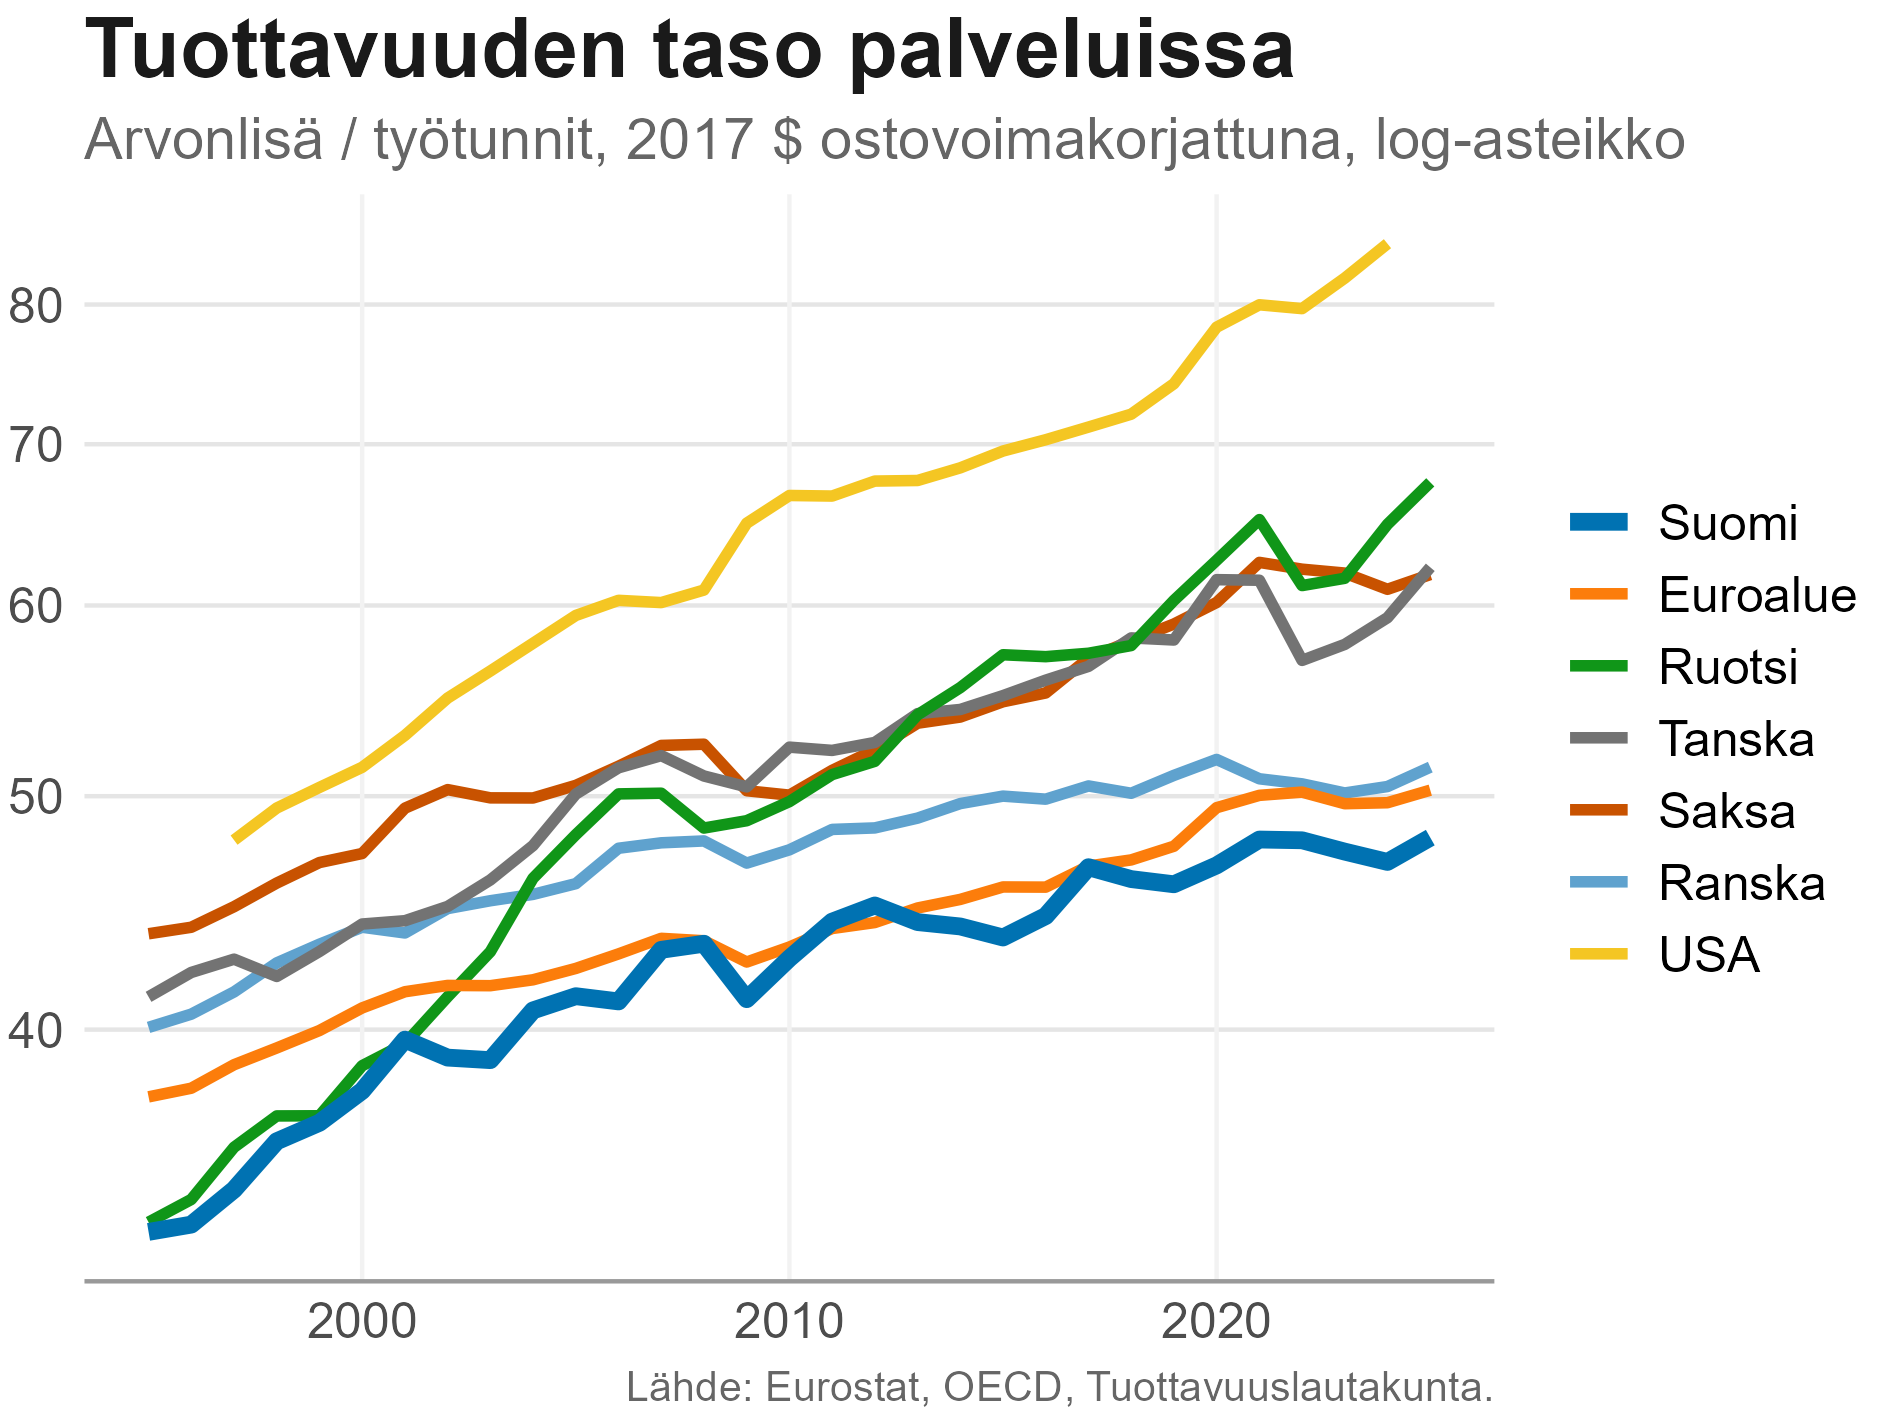 Tuottavuuden taso palveluissa
Arvonlisä / työtunnit, 2017 $ ostovoimakorjattuna, log-asteikko
80
70
60
50
40
2000 2010 2020
Suomi
Euroalue
Ruotsi
Tanska
Saksa
Ranska
USA
Lähde: Eurostat, OECD, Tuottavuuslautakunta.